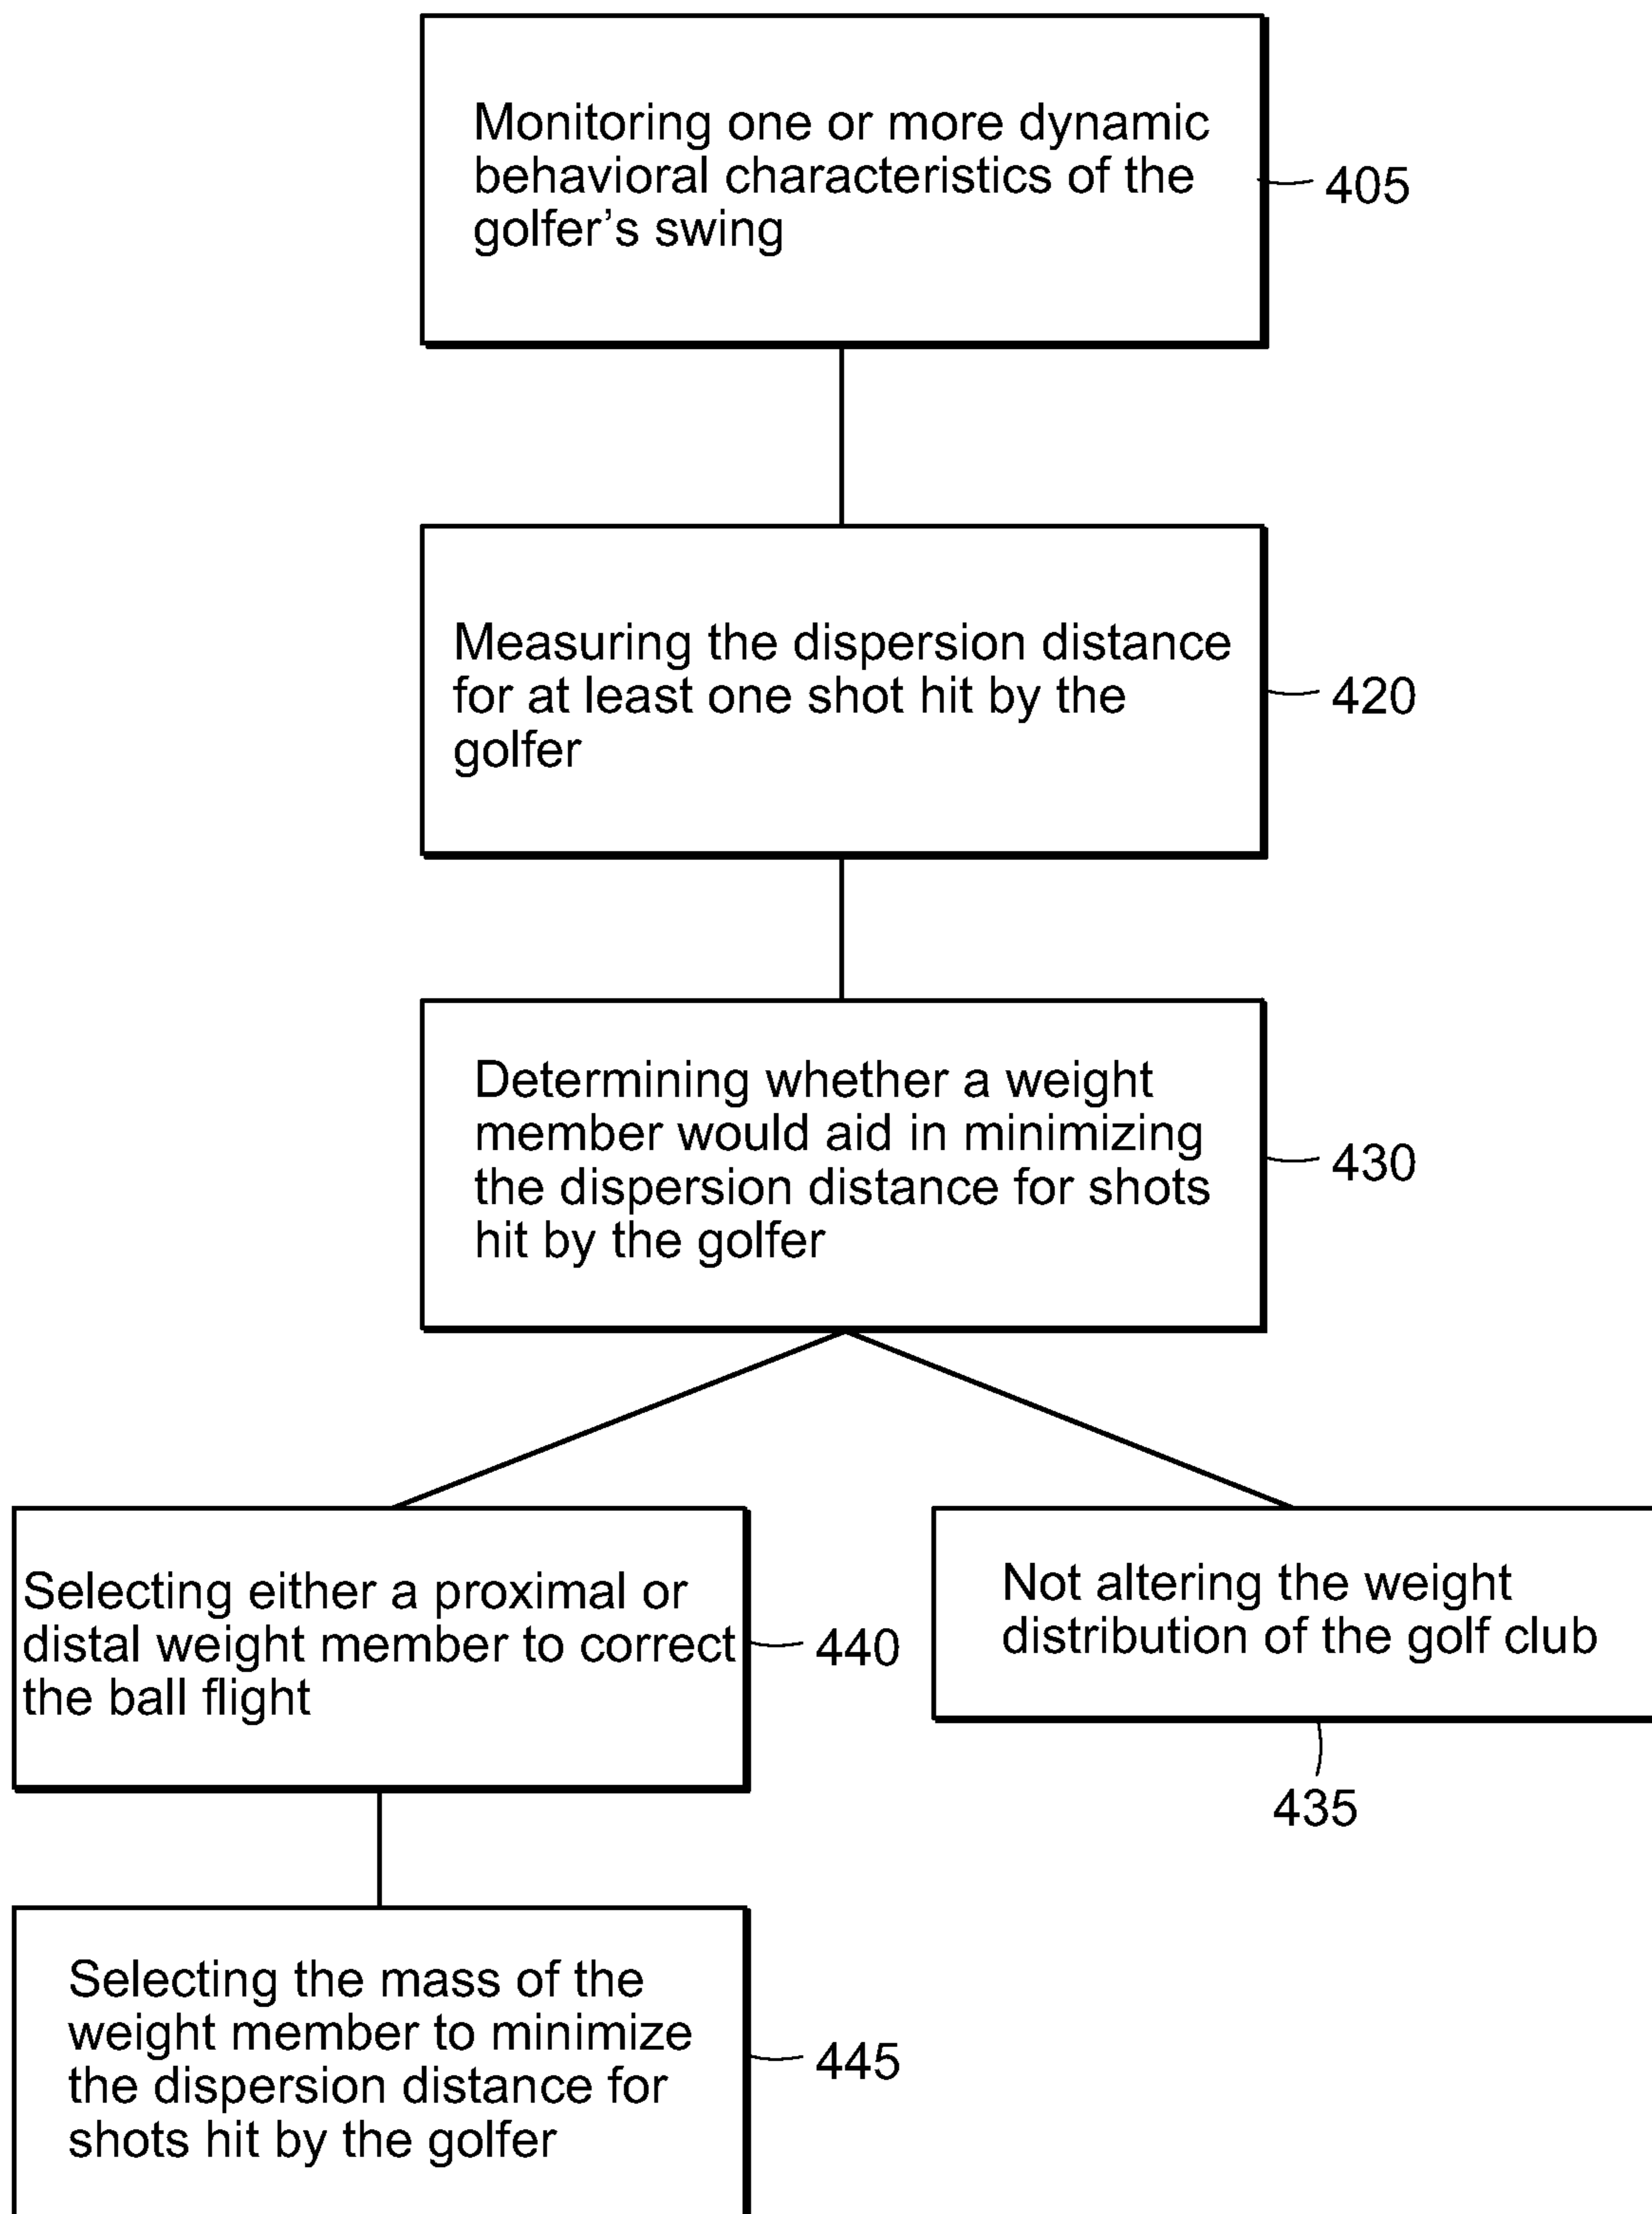 Monitoring one or more dynamic
behavioral characteristics of the
golfer’s swing
405
Measuring the dispersion distance
for at least one shot hit by the
golfer
420
Determining whether a weight
member would aid in minimizing
the dispersion distance for shots
hit by the golfer
430
Selecting either a proximal or
distal weight member to correct
the ball flight
440
Not altering the weight
distribution of the golf club
435
Selecting the mass of the
weight member to minimize
the dispersion distance for
shots hit by the golfer
445